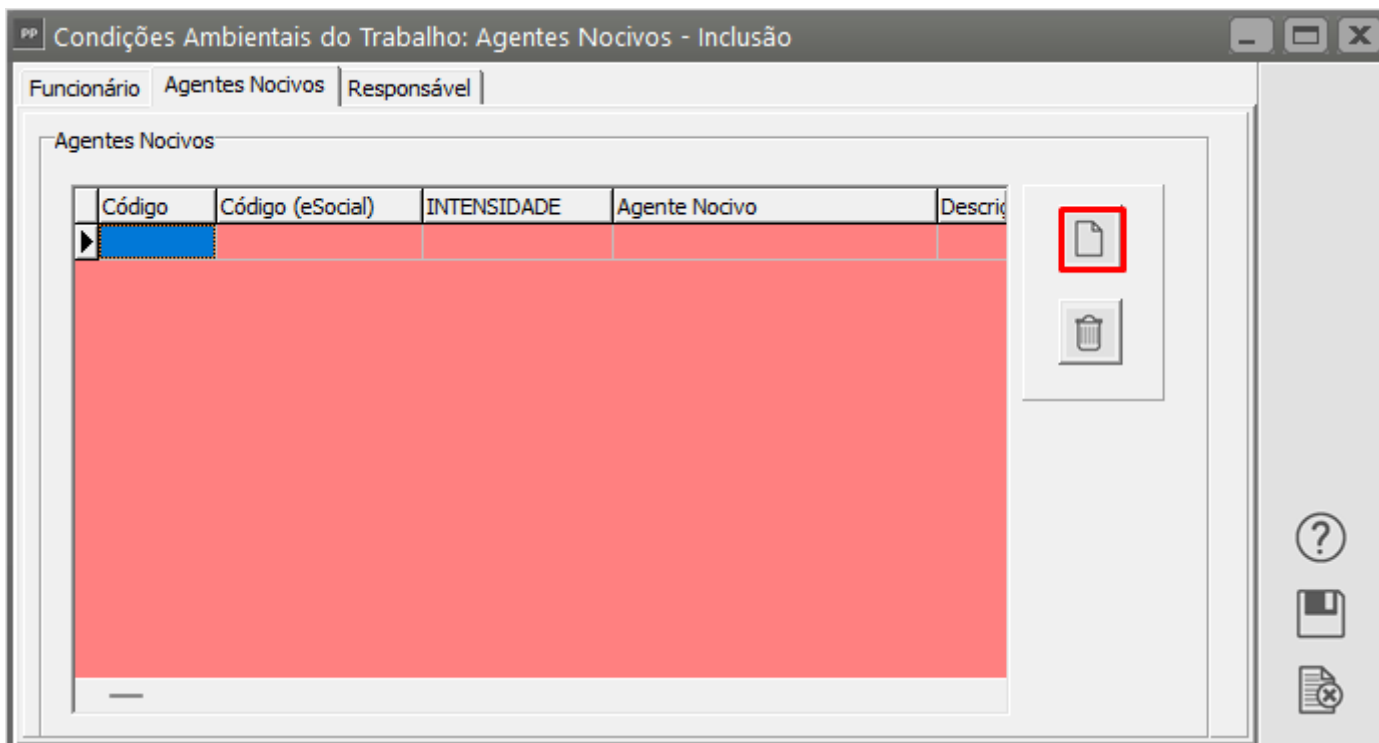 PP Condições Ambientais do Trabalho: Agentes Nocivos - Inclusão
Funcionário Agentes Nocivos Responsável
Agentes Nocivos
Código Código (eSocial) INTENSIDADE Agente Nocivo Descriç
?